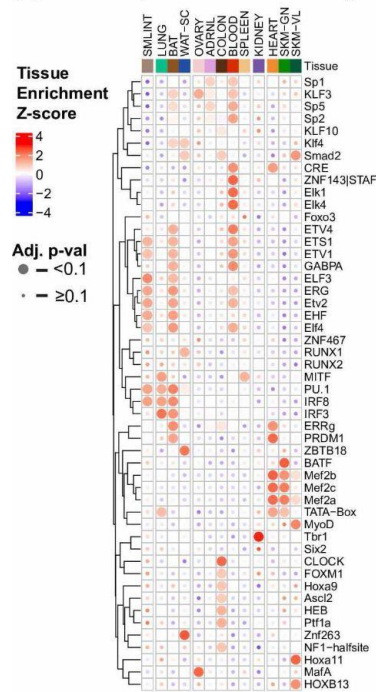 SMLINT
LUNG
BAT
WAT-SC
OVARY
ADRNL
COLON
BLOOD
SPLEEN
KIDNEY
HEART
SKM-GN
SKM-VL
Tissue
Tissue
Enrichment
Z-score
4
2
0
−2
−4
Adj. p-val
<0.1
≥0.1
Sp1
KLF3
Sp5
Sp2
KLF10
Klf4
Smad2
CRE
ZNF143|STAF
Elk1
Elk4
Foxo3
ETV4
ETS1
ETV1
GABPA
ELF3
ERG
Etv2
EHF
Elf4
ZNF467
RUNX1
RUNX2
MITF
PU.1
IRF8
IRF3
ERRg
PRDM1
ZBTB18
BATF
Mef2b
Mef2c
Mef2a
TATA-Box
MyoD
Tbr1
Six2
CLOCK
FOXM1
Hoxa9
Ascl2
HEB
Ptf1a
Znf263
NF1-halfsite
Hoxa11
MafA
HOXB13